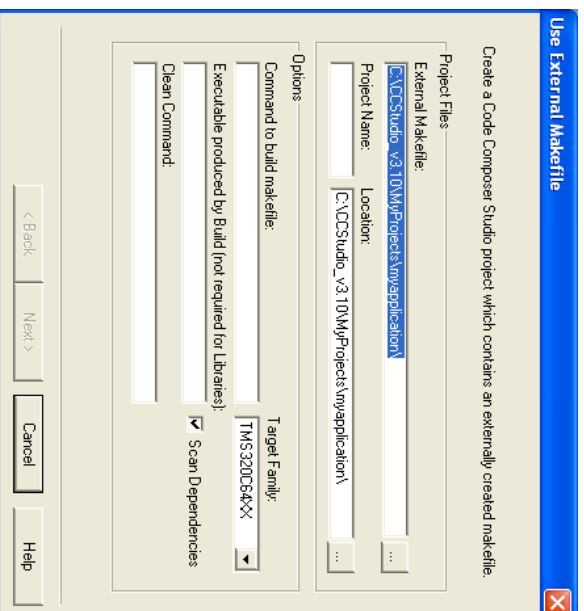 Use External Makefile
Create a Code Composer Studio project which contains an externally created makefile.
Project Files
External Makefile:
C:\CCStudio_v3.10\MyProjects\myapplication\
...
Project Name:
Location:
C:\CCStudio_v3.10\MyProjects\myapplication\
...
Options
Command to build makefile:
Target Family:
TMS320C64XX
Executable produced by Build (not required for Libraries):
Scan Dependencies
Clean Command:
< Back
Next >
Cancel
Help